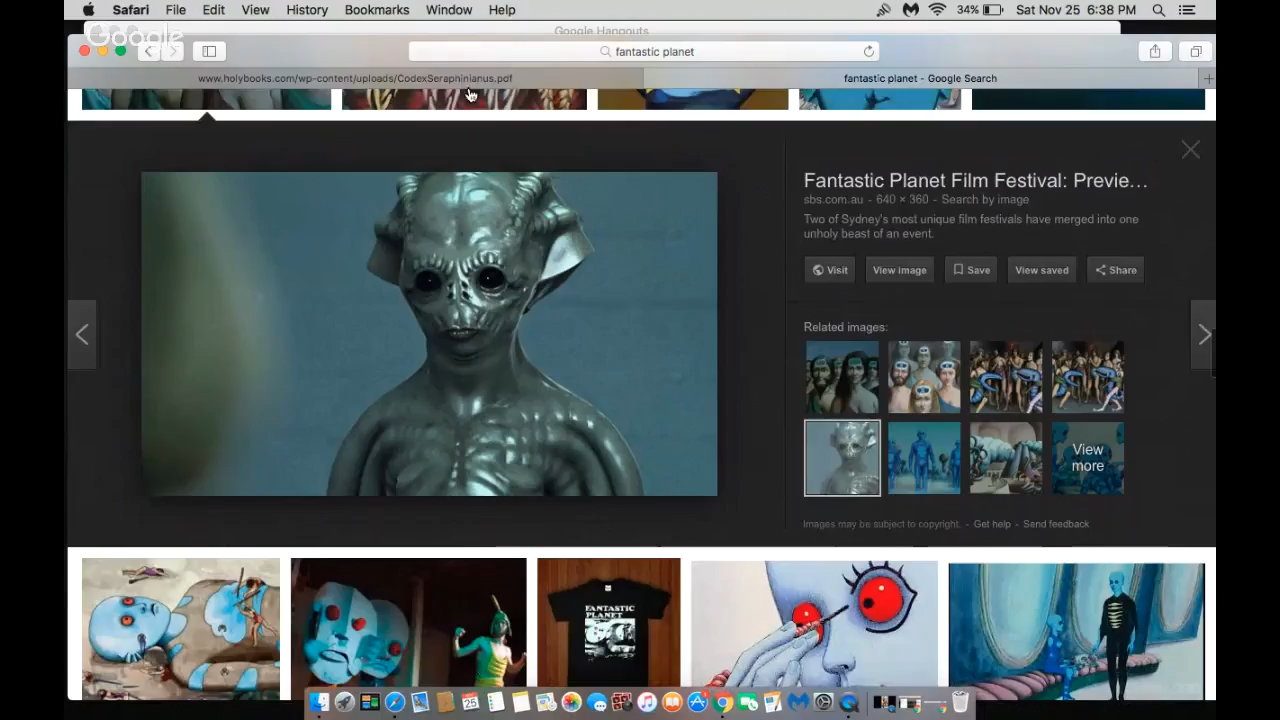 Safari File Edit View History Bookmarks Window Help
34% Sat Nov 25 6:38 PM
Google Hangouts
Google
fantastic planet
www.holybooks.com/wp-content/uploads/CodexSeraphinianus.pdf
fantastic planet - Google Search
Fantastic Planet Film Festival: Previe…
sbs.com.au - 640 × 360 - Search by image
Two of Sydney's most unique film festivals have merged into one
unholy beast of an event.
Visit View image Save View saved Share
Related images:
View
more
Images may be subject to copyright. - Get help - Send feedback
FANTASTIC
PLANET
25